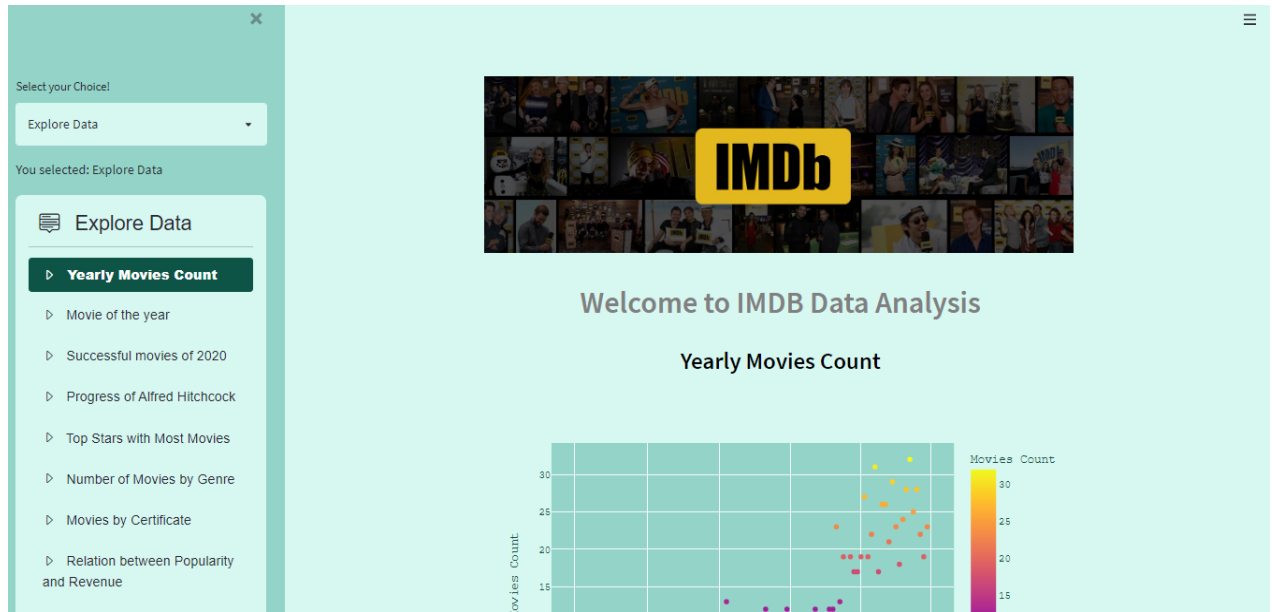 Select your Choice!
Explore Data
You selected: Explore Data
Explore Data
Yearly Movies Count
Movie of the year
Successful movies of 2020
Progress of Alfred Hitchcock
Top Stars with Most Movies
Number of Movies by Genre
Movies by Certificate
Relation between Popularity
and Revenue
IMDb
Welcome to IMDB Data Analysis
Yearly Movies Count
30
25
20
15
Movies Count
30
25
20
15